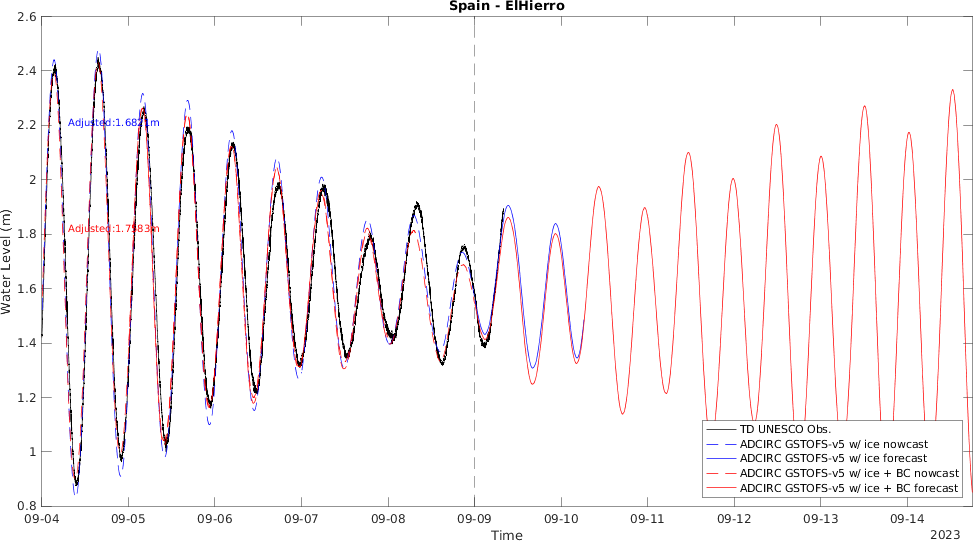 Spain - ElHierro
2.6
2.4
2.2
2
1.8
1.6
1.4
1.2
1
0.8
Water Level (m)
Adjusted:1.6821m
Adjusted:1.7583m
TD UNESCO Obs.
ADCIRC GSTOFS-v5 w/ ice nowcast
ADCIRC GSTOFS-v5 w/ ice forecast
ADCIRC GSTOFS-v5 w/ ice + BC nowcast
ADCIRC GSTOFS-v5 w/ ice + BC forecast
09-04 09-05 09-06 09-07 09-08 09-09 09-10 09-11 09-12 09-13 09-14
Time
2023